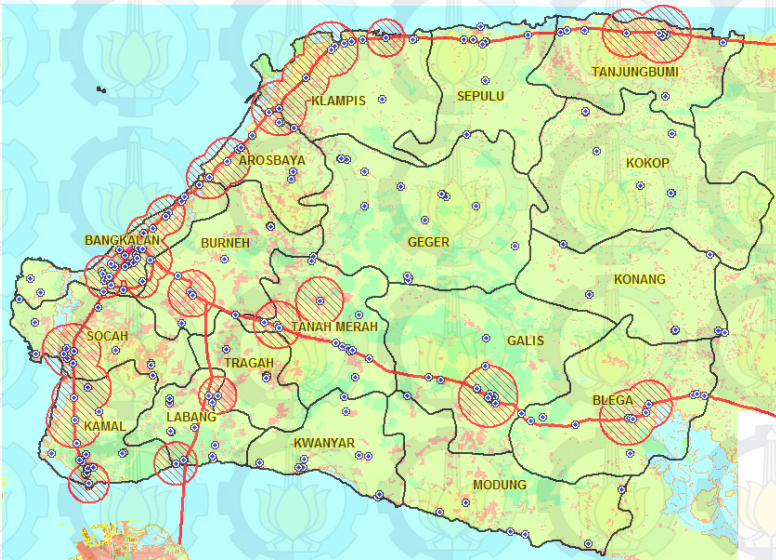 TANJUNGBUMI
KLAMPIS
SEPULU
AROSBAYA
KOKOP
BANGKALAN
BURNEH
GEGER
KONANG
SOCAH
TANAH MERAH
GALIS
TRAGAH
BLEGA
LABANG
KAMAL
KWANYAR
MODUNG